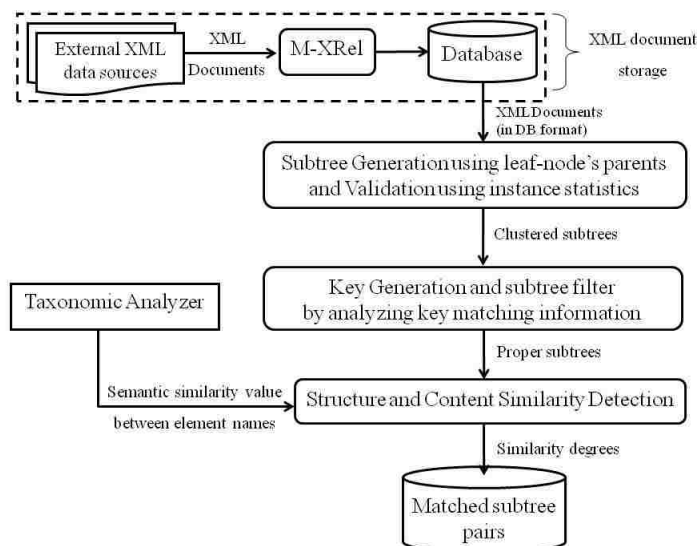 External XML
data sources
XML
Documents
M-XRel
Database
XML document
storage
XML Documents
(in DB format)
Subtree Generation using leaf-node's parents
and Validation using instance statistics
Clustered subtrees
Key Generation and subtree filter
by analyzing key matching information
Taxonomic Analyzer
Proper subtrees
Semantic similarity value
between element names
Structure and Content Similarity Detection
Similarity degrees
Matched subtree
pairs